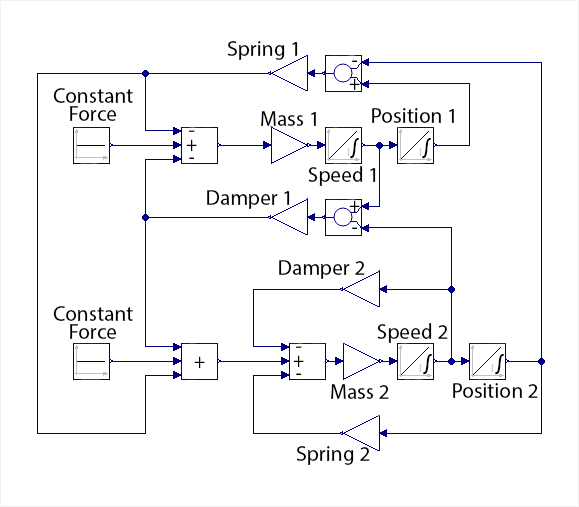 Spring 1
-
+
Constant
Force
Mass 1
Position 1
-
+
-
∫
∫
Speed 1
Damper 1
+
-
Damper 2
Constant
Force
Speed 2
+
-
+
-
∫
∫
Mass 2
Position 2
Spring 2